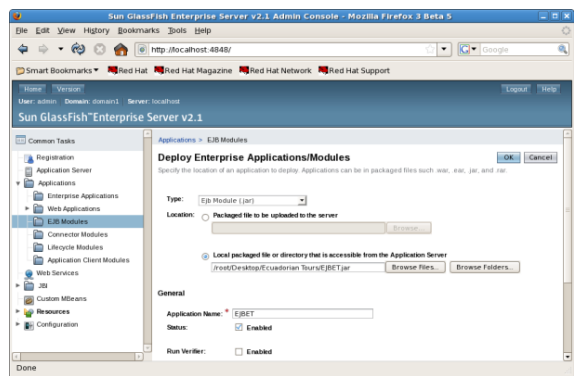 Sun GlassFish Enterprise Server v2.1 Admin Console - Mozilla Firefox 3 Beta 5
File Edit View History Bookmarks Tools Help
http://localhost:4848/
Google
Smart Bookmarks Red Hat Red Hat Magazine Red Hat Network Red Hat Support
Home Version Logout Help
User: admin Domain: domain1 Server: localhost
Sun GlassFish™ Enterprise Server v2.1
Common Tasks
Registration
Application Server
Applications
Enterprise Applications
Web Applications
EJB Modules
Connector Modules
Lifecycle Modules
Application Client Modules
Web Services
JBI
Custom MBeans
Resources
Configuration
Applications > EJB Modules
Deploy Enterprise Applications/Modules OK Cancel
Specify the location of an application to deploy. Applications can be in packaged files such .war, .ear, .jar, and .rar.
Type: Ejb Module (.jar)
Location: Packaged file to be uploaded to the server
Browse...
Local packaged file or directory that is accessible from the Application Server
/root/Desktop/Ecuadorian Tours/EJBET.jar Browse Files... Browse Folders...
General
Application Name: * EJBET
Status: Enabled
Run Verifier: Enabled
Done